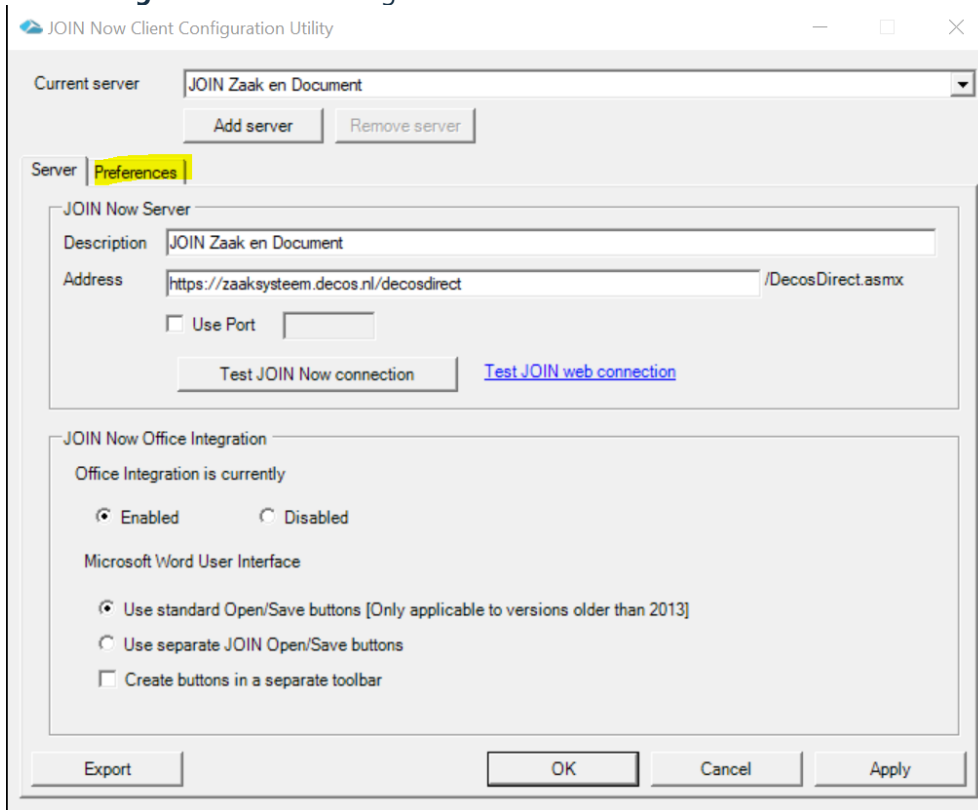 JOIN Now Client Configuration Utility
Current server
JOIN Zaak en Document
Add server
Remove server
Server
Preferences
JOIN Now Server
Description
JOIN Zaak en Document
Address
https://zaaksysteem.decos.nl/decosdirect
/DecosDirect.asmx
Use Port
Test JOIN Now connection
Test JOIN web connection
JOIN Now Office Integration
Office Integration is currently
Enabled
Disabled
Microsoft Word User Interface
Use standard Open/Save buttons [Only applicable to versions older than 2013]
Use separate JOIN Open/Save buttons
Create buttons in a separate toolbar
Export
OK
Cancel
Apply